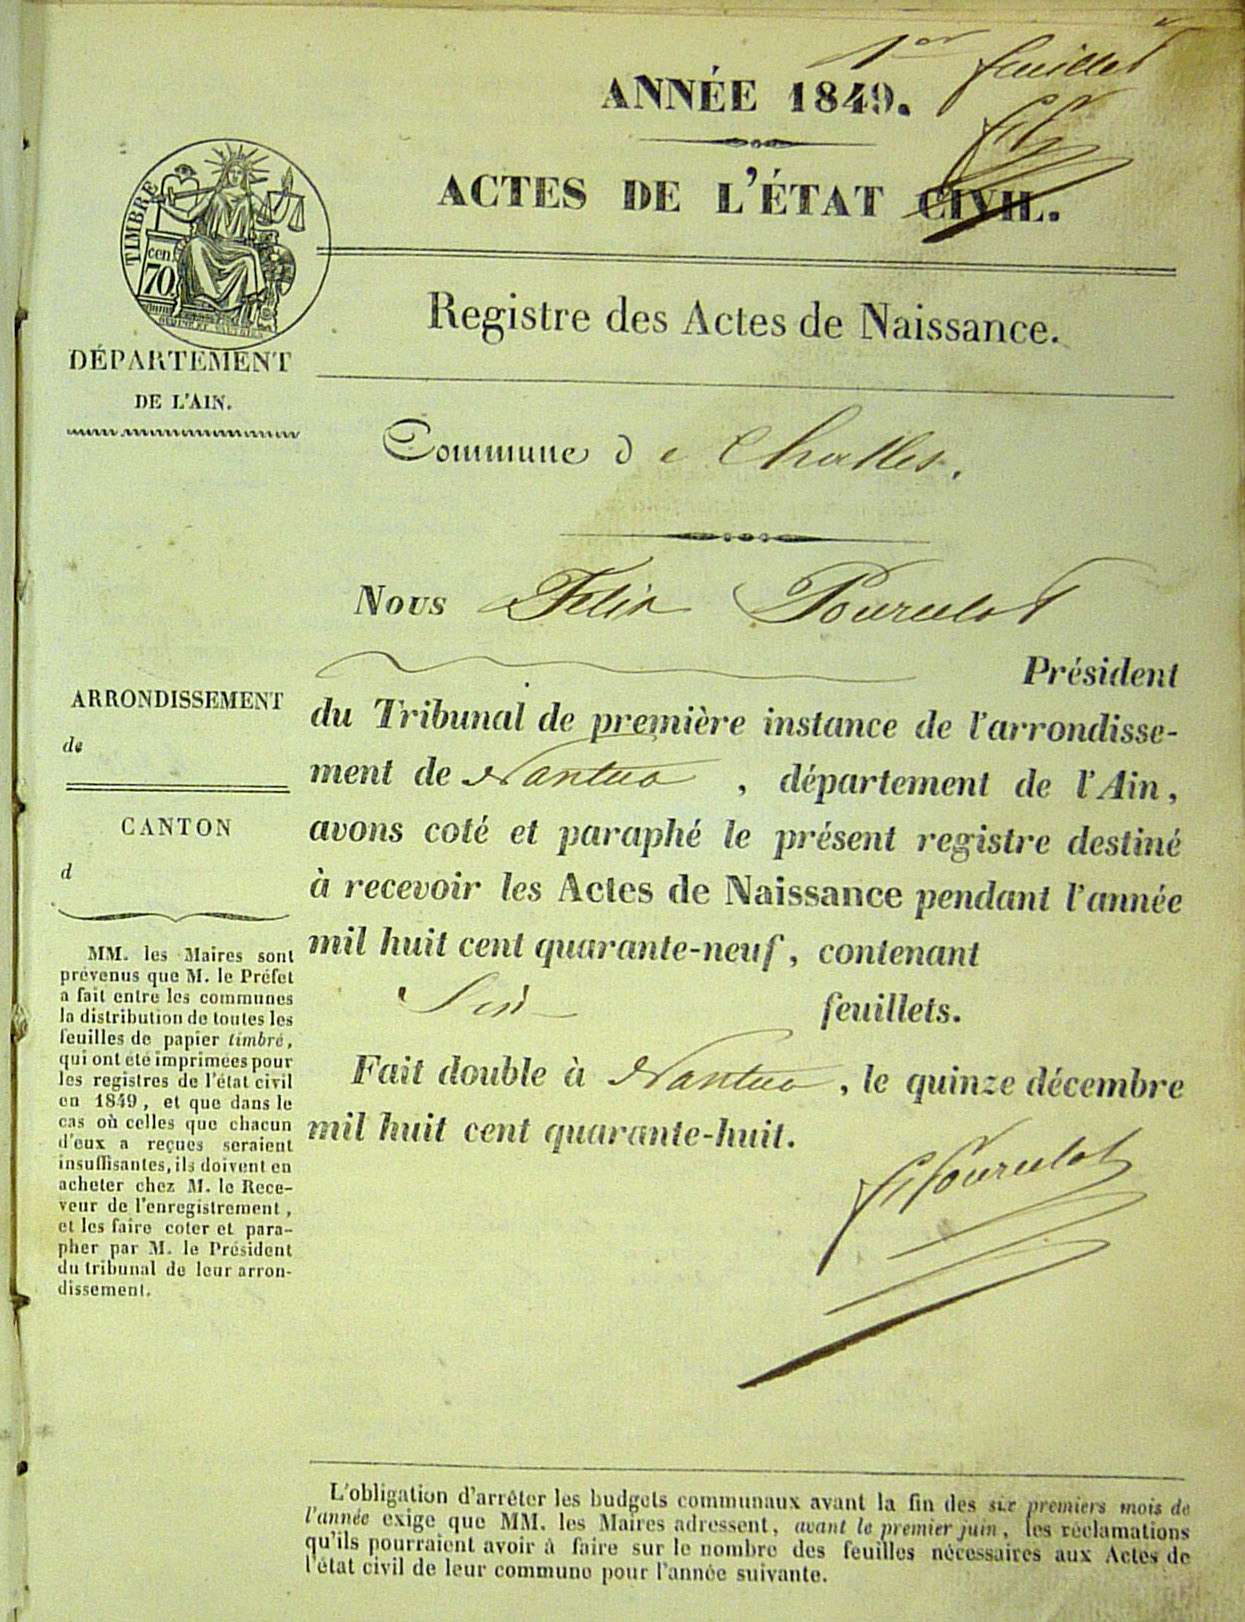 1er feuillet
ANNÉE 1849.
ACTES DE L'ÉTAT CIVIL.
TIMBRE
cen
70
DÉPARTEMENT
DE L'AIN.
Registre des Actes de Naissance.
Commune de Challes.
Nous Félix Pourcelot
Président
du Tribunal de première instance de l'arrondisse-
ment de Nantua, département de l'Ain,
avons coté et paraphé le présent registre destiné
à recevoir les Actes de Naissance pendant l'année
mil huit cent quarante-neuf, contenant
Six feuillets.
Fait double à Nantua, le quinze décembre
mil huit cent quarante-huit.
F. Pourcelot
ARRONDISSEMENT
de
CANTON
d
MM. les Maires sont
prévenus que M. le Préfet
a fait entre les communes
la distribution de toutes les
feuilles de papier timbré,
qui ont été imprimées pour
les registres de l'état civil
en 1849, et que dans le
cas où celles que chacun
d'eux a reçues seraient
insuffisantes, ils doivent en
acheter chez M. le Rece-
veur de l'enregistrement,
et les faire coter et para-
pher par M. le Président
du tribunal de leur arron-
dissement.
L'obligation d'arrêter les budgets communaux avant la fin des six premiers mois de
l'année exige que MM. les Maires adressent, avant le premier juin, les réclamations
qu'ils pourraient avoir à faire sur le nombre des feuilles nécessaires aux Actes de
l'état civil de leur commune pour l'année suivante.